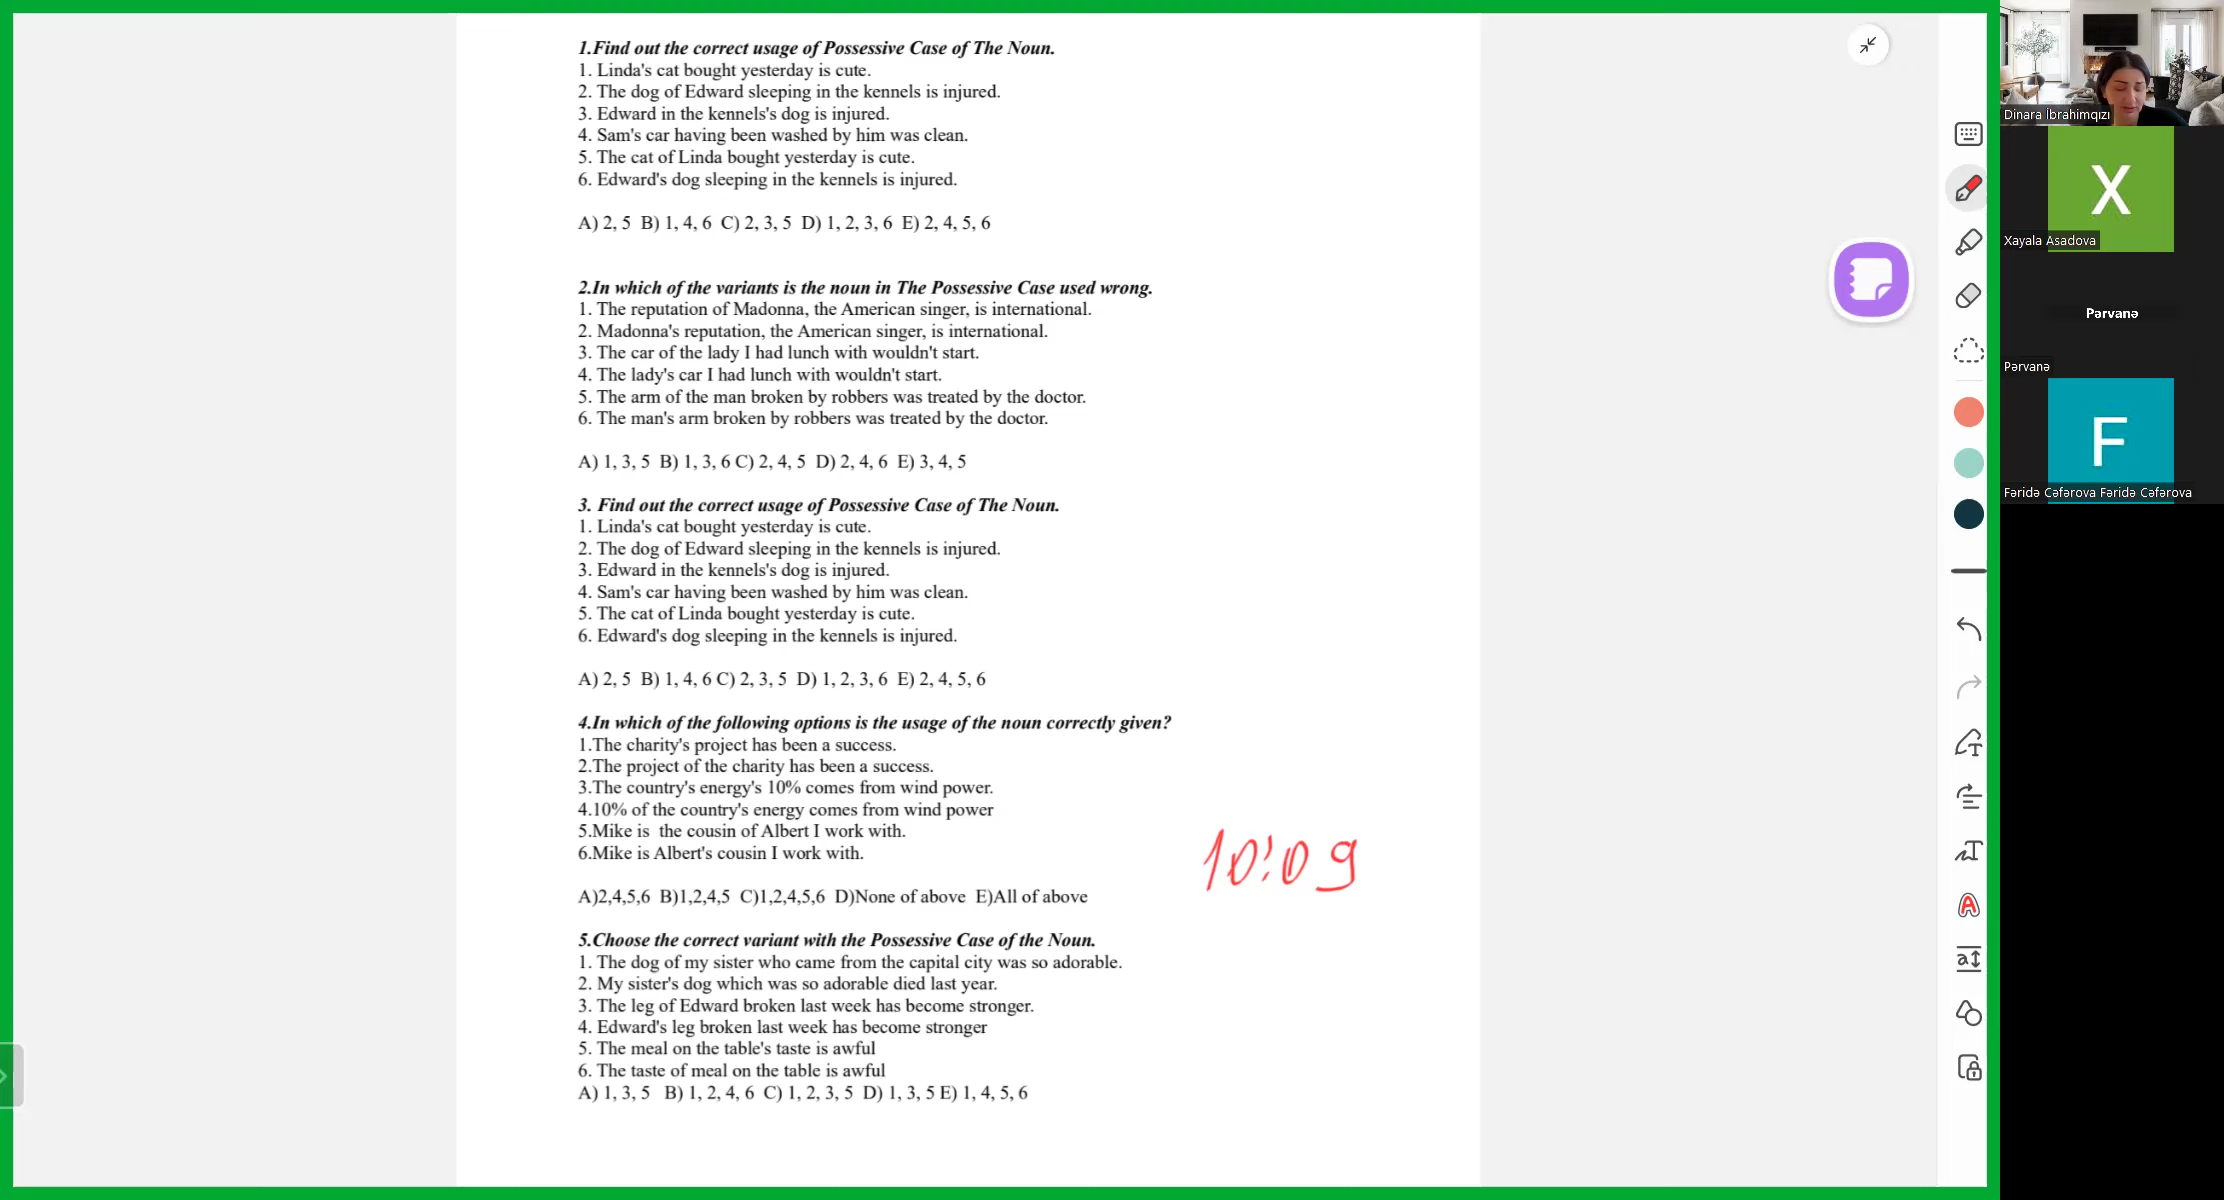 1.Find out the correct usage of Possessive Case of The Noun.
1. Linda's cat bought yesterday is cute.
2. The dog of Edward sleeping in the kennels is injured.
3. Edward in the kennels's dog is injured.
4. Sam's car having been washed by him was clean.
5. The cat of Linda bought yesterday is cute.
6. Edward's dog sleeping in the kennels is injured.
A) 2, 5 B) 1, 4, 6 C) 2, 3, 5 D) 1, 2, 3, 6 E) 2, 4, 5, 6
2.In which of the variants is the noun in The Possessive Case used wrong.
1. The reputation of Madonna, the American singer, is international.
2. Madonna's reputation, the American singer, is international.
3. The car of the lady I had lunch with wouldn't start.
4. The lady's car I had lunch with wouldn't start.
5. The arm of the man broken by robbers was treated by the doctor.
6. The man's arm broken by robbers was treated by the doctor.
A) 1, 3, 5 B) 1, 3, 6 C) 2, 4, 5 D) 2, 4, 6 E) 3, 4, 5
3. Find out the correct usage of Possessive Case of The Noun.
1. Linda's cat bought yesterday is cute.
2. The dog of Edward sleeping in the kennels is injured.
3. Edward in the kennels's dog is injured.
4. Sam's car having been washed by him was clean.
5. The cat of Linda bought yesterday is cute.
6. Edward's dog sleeping in the kennels is injured.
A) 2, 5 B) 1, 4, 6 C) 2, 3, 5 D) 1, 2, 3, 6 E) 2, 4, 5, 6
4.In which of the following options is the usage of the noun correctly given?
1.The charity's project has been a success.
2.The project of the charity has been a success.
3.The country's energy's 10% comes from wind power.
4.10% of the country's energy comes from wind power
5.Mike is the cousin of Albert I work with.
6.Mike is Albert's cousin I work with.
10:09
A)2,4,5,6 B)1,2,4,5 C)1,2,4,5,6 D)None of above E)All of above
5.Choose the correct variant with the Possessive Case of the Noun.
1. The dog of my sister who came from the capital city was so adorable.
2. My sister's dog which was so adorable died last year.
3. The leg of Edward broken last week has become stronger.
4. Edward's leg broken last week has become stronger
5. The meal on the table's taste is awful
6. The taste of meal on the table is awful
A) 1, 3, 5 B) 1, 2, 4, 6 C) 1, 2, 3, 5 D) 1, 3, 5 E) 1, 4, 5, 6
Dinara İbrahimqızı
X
Xayala Asadova
Pərvanə
Pərvanə
F
Fəridə Cəfərova Fəridə Cəfərova